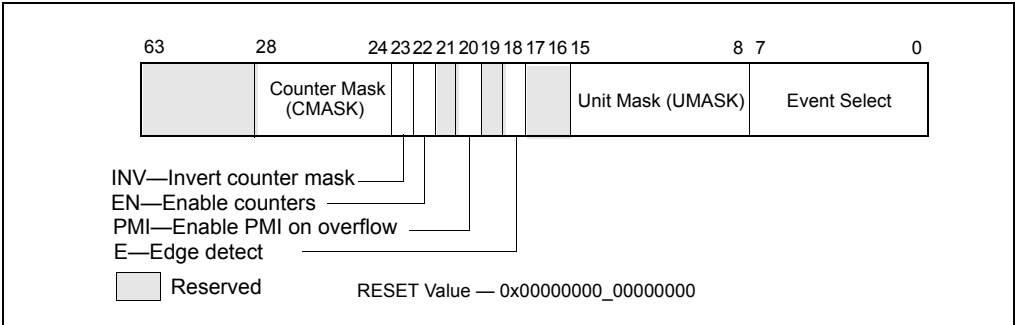 63 28 24 23 22 21 20 19 18 17 16 15 8 7 0
Counter Mask
(CMASK)
Unit Mask (UMASK)
Event Select
INV—Invert counter mask
EN—Enable counters
PMI—Enable PMI on overflow
E—Edge detect
Reserved
RESET Value — 0x00000000_00000000